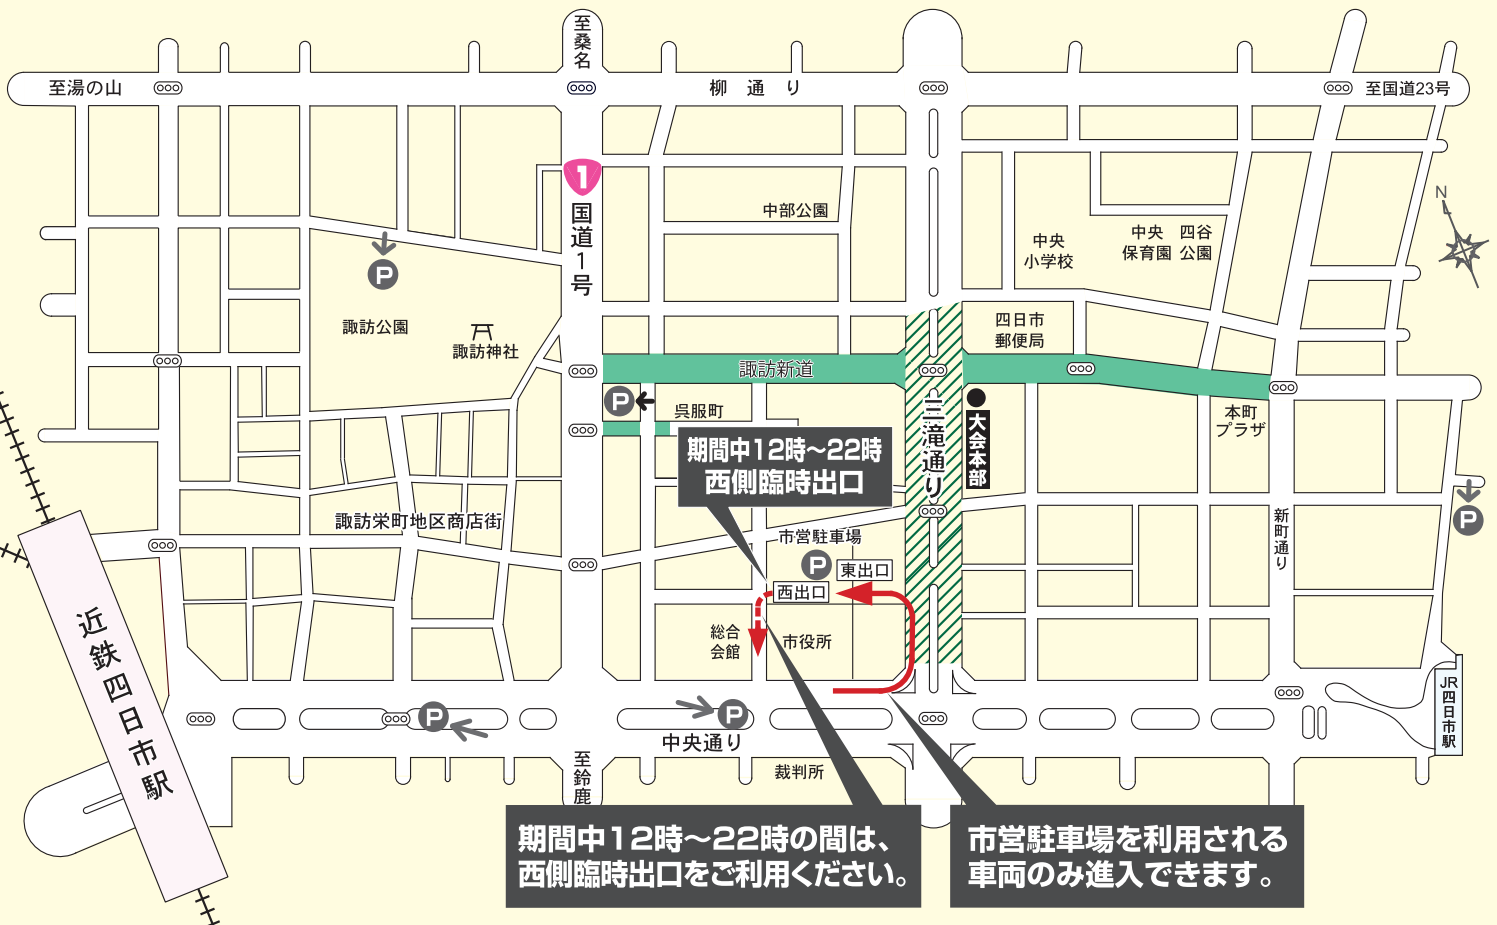 至桑名
至湯の山
柳通り
至国道23号
1
国道1号
中部公園
中央
小学校
中央
保育園
四谷
公園
N
P
諏訪公園
諏訪神社
四日市
郵便局
諏訪新道
P
呉服町
三滝通り
大会本部
本町
プラザ
期間中12時~22時
西側臨時出口
諏訪栄町地区商店街
市営駐車場
P
東出口
西出口
新町通り
P
総合
会館
市役所
近鉄四日市駅
JR四日市駅
P
P
中央通り
至鈴鹿
裁判所
期間中12時~22時の間は、
西側臨時出口をご利用ください。
市営駐車場を利用される
車両のみ進入できます。